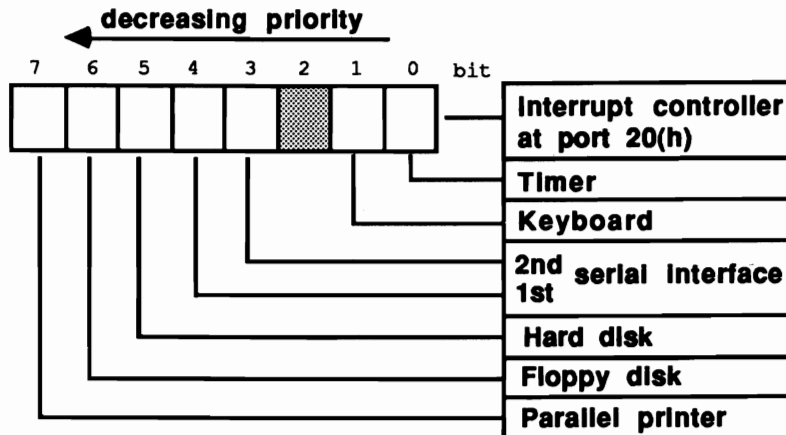 decreasing priority
7 6 5 4 3 2 1 0 bit
Interrupt controller
at port 20(h)
Timer
Keyboard
2nd
1st
serial interface
Hard disk
Floppy disk
Parallel printer